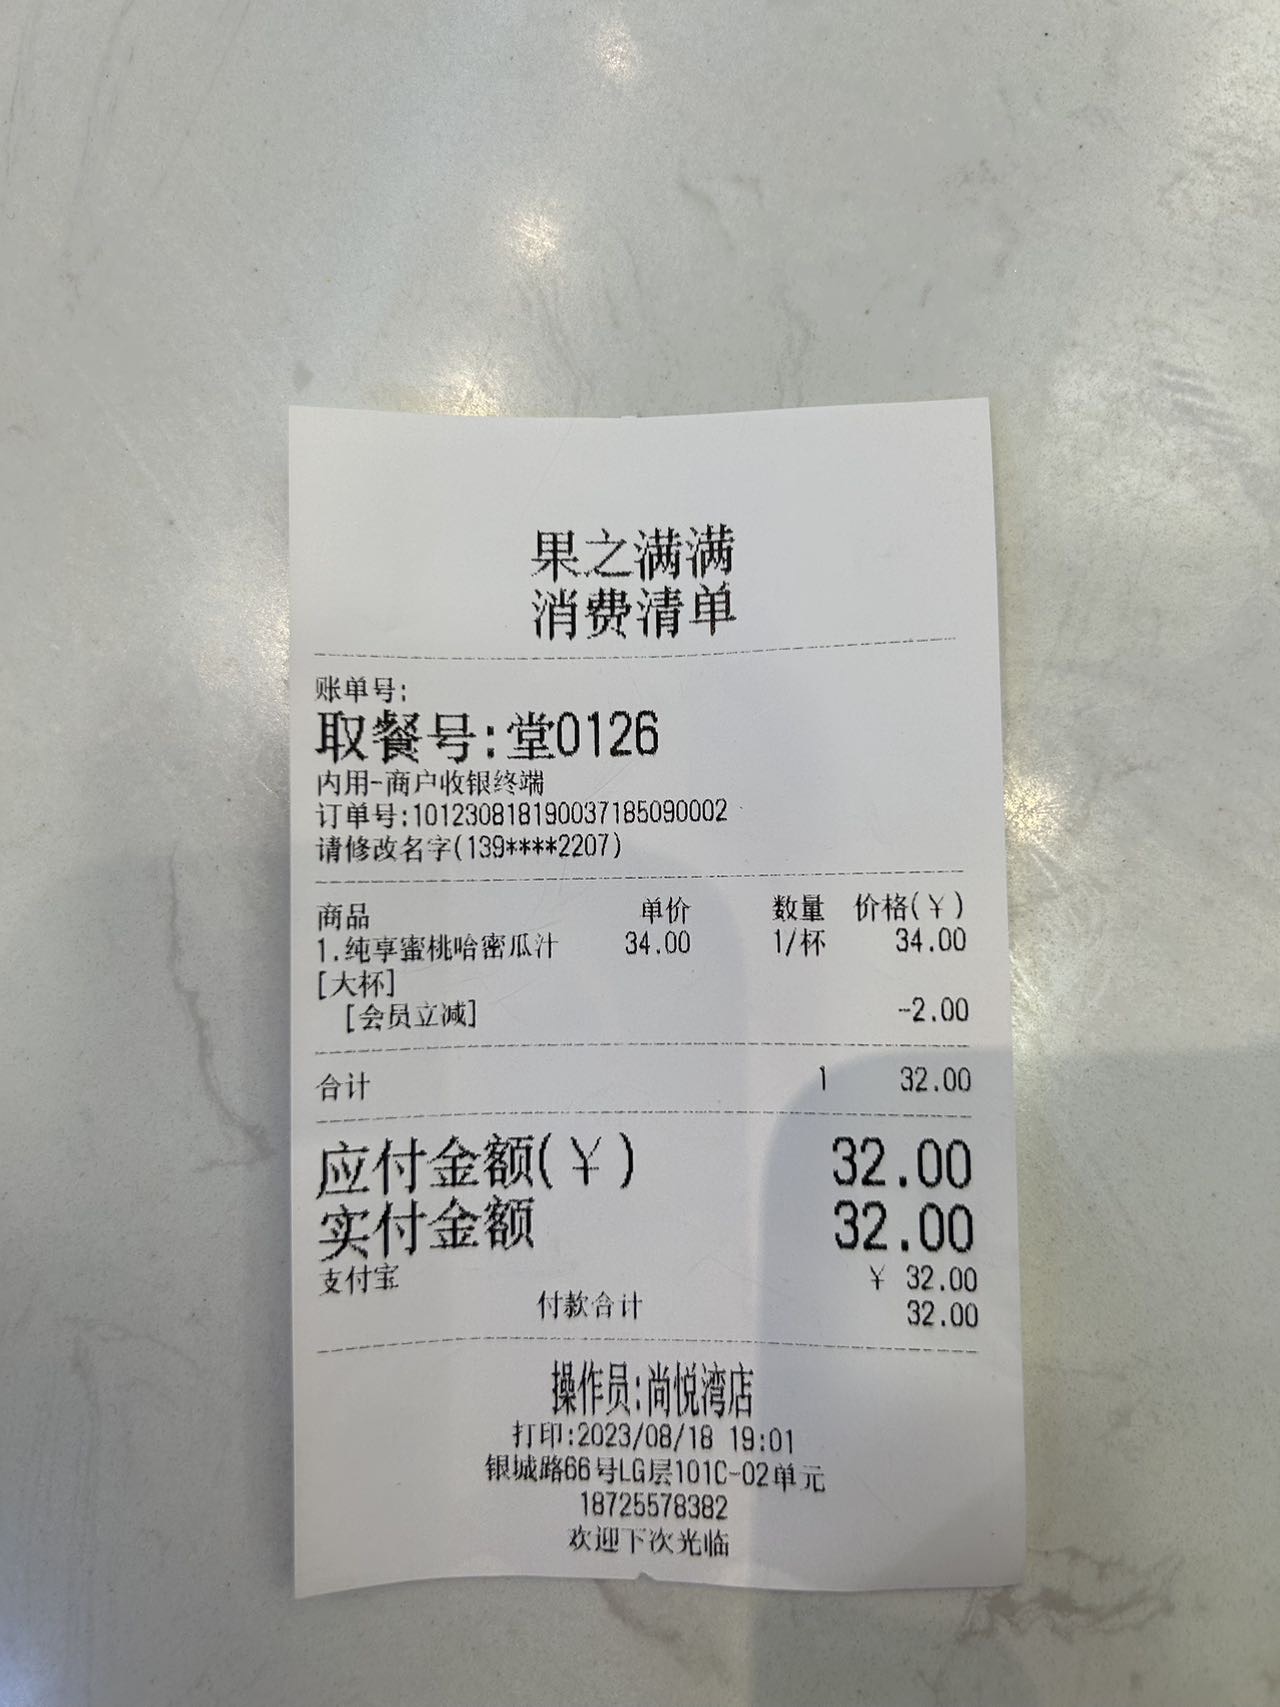 果之满满
消费清单
账单号:
取餐号:堂0126
内用-商户收银终端
订单号:101230818190037185090002
请修改名字(139****2207)
商品 单价 数量 价格(¥)
1.纯享蜜桃哈密瓜汁 34.00 1/杯 34.00
[大杯]
[会员立减] -2.00
合计 1 32.00
应付金额(¥) 32.00
实付金额 32.00
支付宝 ¥ 32.00
付款合计 32.00
操作员:尚悦湾店
打印:2023/08/18 19:01
银城路66号LG层101C-02单元
18725578382
欢迎下次光临